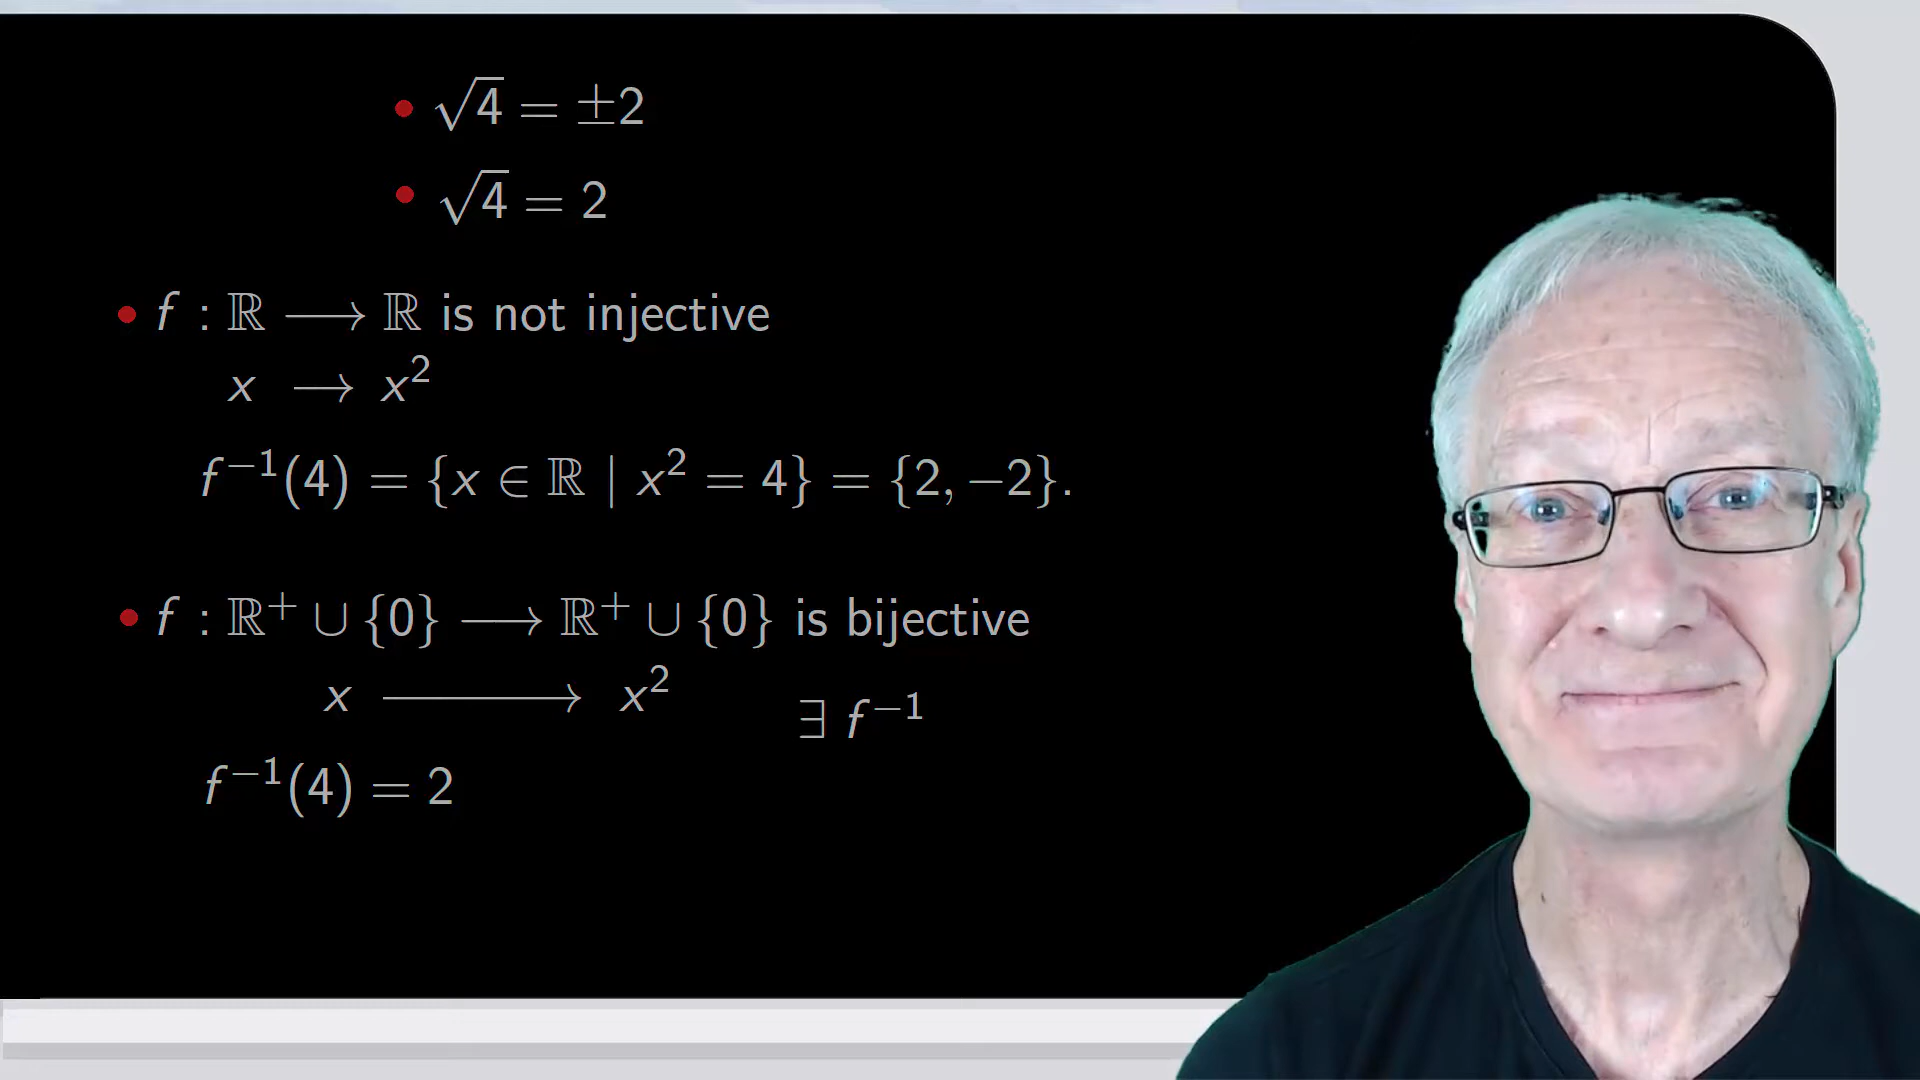 • √4 = ±2
• √4 = 2
• f : ℝ ⟶ ℝ is not injective
x ⟶ x²
f⁻¹(4) = {x ∈ ℝ | x² = 4} = {2, −2}.
• f : ℝ⁺ ∪ {0} ⟶ ℝ⁺ ∪ {0} is bijective
x ⟶ x²
∃ f⁻¹
f⁻¹(4) = 2